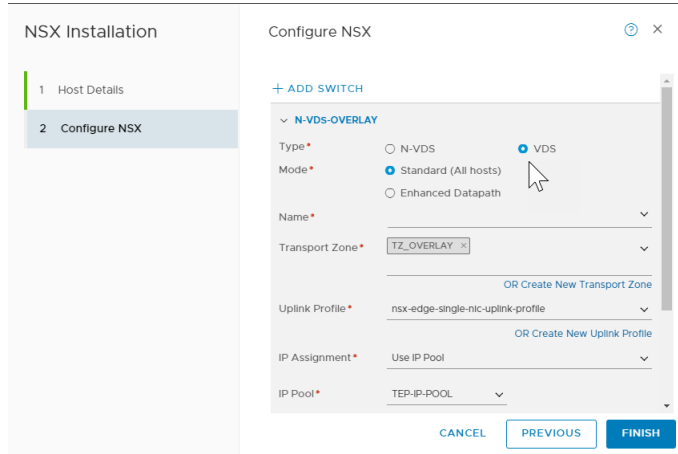 NSX Installation
1 Host Details
2 Configure NSX
Configure NSX
+ ADD SWITCH
N-VDS-OVERLAY
Type* N-VDS VDS
Mode* Standard (All hosts)
Enhanced Datapath
Name*
Transport Zone* TZ_OVERLAY ×
OR Create New Transport Zone
Uplink Profile* nsx-edge-single-nic-uplink-profile
OR Create New Uplink Profile
IP Assignment* Use IP Pool
IP Pool* TEP-IP-POOL
CANCEL PREVIOUS FINISH